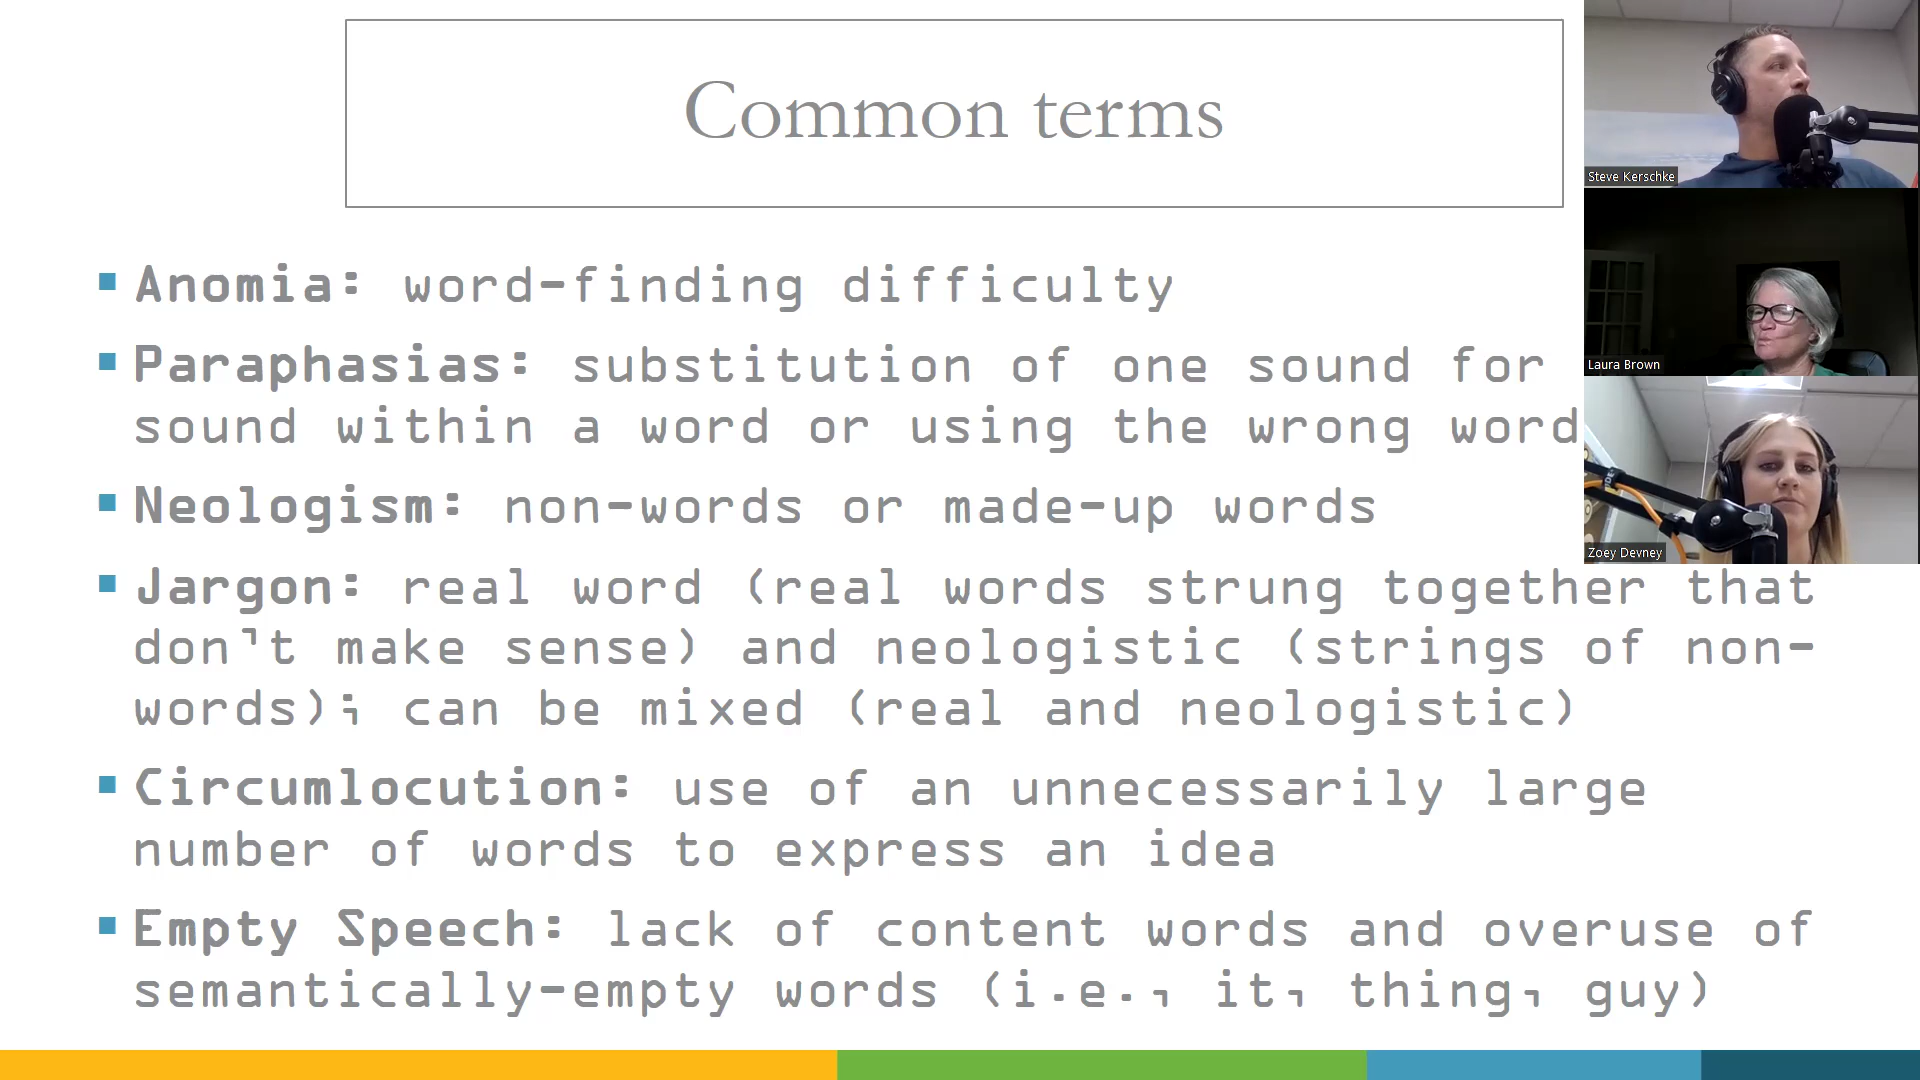 Common terms
Steve Kerschke
Laura Brown
Zoey Devney
Anomia: word-finding difficulty
Paraphasias: substitution of one sound for
sound within a word or using the wrong word
Neologism: non-words or made-up words
Jargon: real word (real words strung together that
don't make sense) and neologistic (strings of non-
words); can be mixed (real and neologistic)
Circumlocution: use of an unnecessarily large
number of words to express an idea
Empty Speech: lack of content words and overuse of
semantically-empty words (i.e., it, thing, guy)